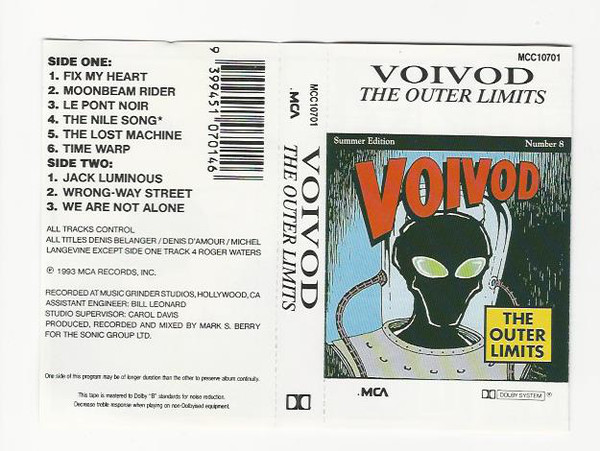 SIDE ONE:
1. FIX MY HEART
2. MOONBEAM RIDER
3. LE PONT NOIR
4. THE NILE SONG*
5. THE LOST MACHINE
6. TIME WARP
SIDE TWO:
1. JACK LUMINOUS
2. WRONG-WAY STREET
3. WE ARE NOT ALONE
ALL TRACKS CONTROL
ALL TITLES DENIS BELANGER / DENIS D'AMOUR / MICHEL
LANGEVINE EXCEPT SIDE ONE TRACK 4 ROGER WATERS
℗ 1993 MCA RECORDS, INC.
RECORDED AT MUSIC GRINDER STUDIOS, HOLLYWOOD, CA
ASSISTANT ENGINEER: BILL LEONARD
STUDIO SUPERVISOR: CAROL DAVIS
PRODUCED, RECORDED AND MIXED BY MARK S. BERRY
FOR THE SONIC GROUP LTD.
One side of this program may be of longer duration than the other to preserve album continuity.
This tape is mastered to Dolby "B" standards for noise reduction.
Decrease treble response when playing on non-Dolbyised equipment.
9 399451 070146
MCC10701
.MCA
VOIVOD
THE OUTER LIMITS
MCC10701
VOIVOD
THE OUTER LIMITS
Summer Edition Number 8
VOIVOD
THE
OUTER
LIMITS
.MCA
DOLBY SYSTEM ®